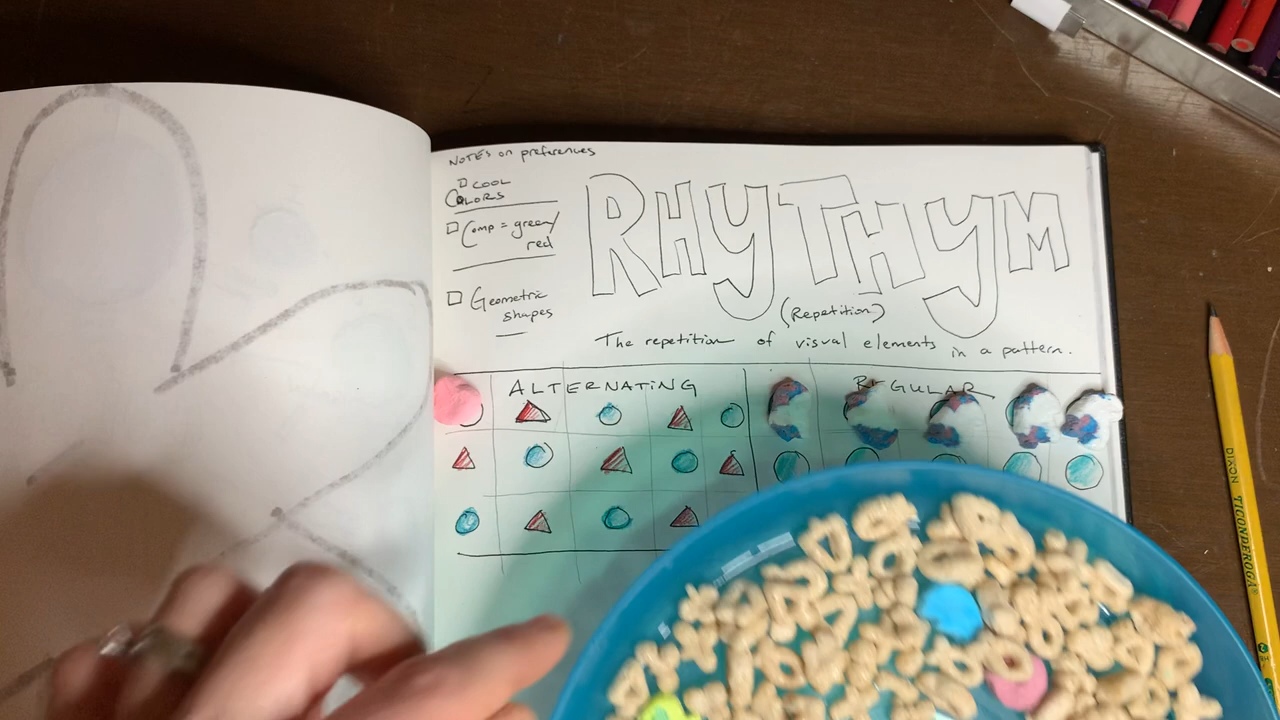 NOTES on preferences
COOL
COLORS
Comp = green/
red
Geometric
shapes
RHYTHYM
(Repetition)
The repetition of visual elements in a pattern.
ALTERNATING
REGULAR
DIXON TICONDEROGA